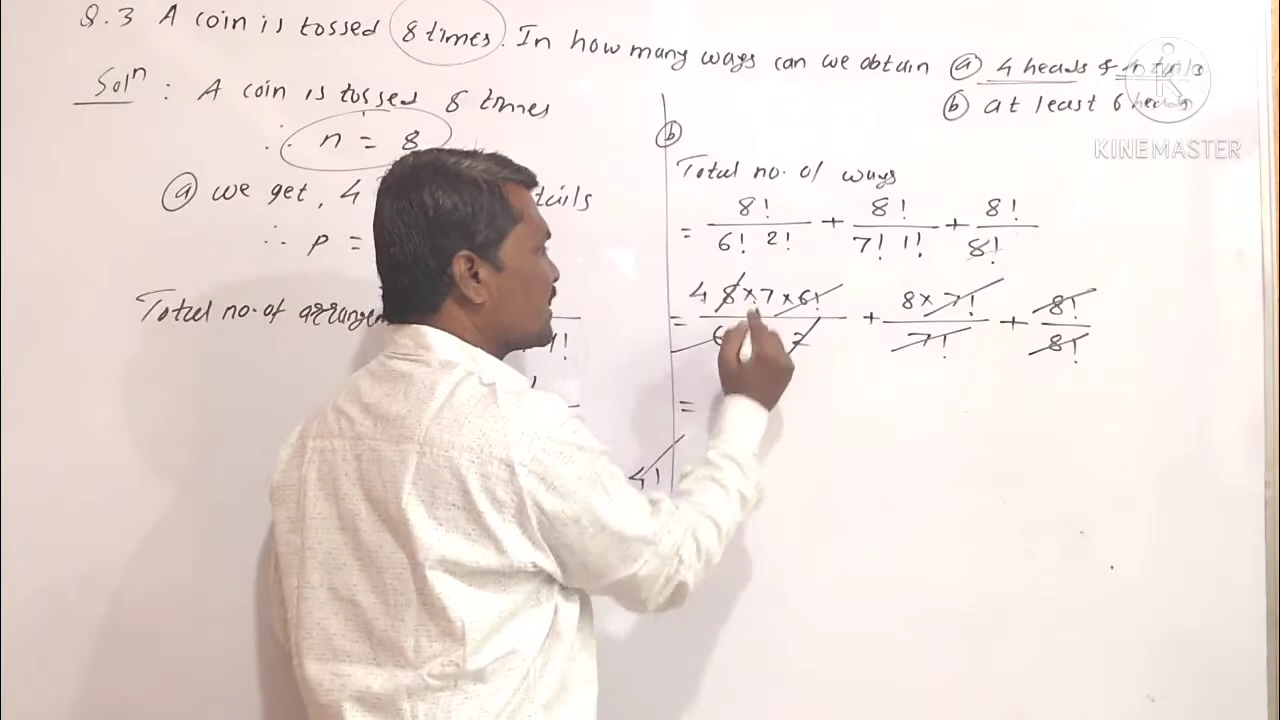 Q.3 A coin is tossed 8 times. In how many ways can we obtain (a) 4 heads & 4 tails
(b) at least 6 heads
Solⁿ : A coin is tossed 8 times
∴ n = 8
(a) we get, 4 tails
∴ p =
Total no. of
4!
(b)
Total no. of ways
= 8!/6! 2! + 8!/7! 1! + 8!/8!
= 4 8×7×6!/6 2 + 8×7!/7! + 8!/8!
=
KINEMASTER